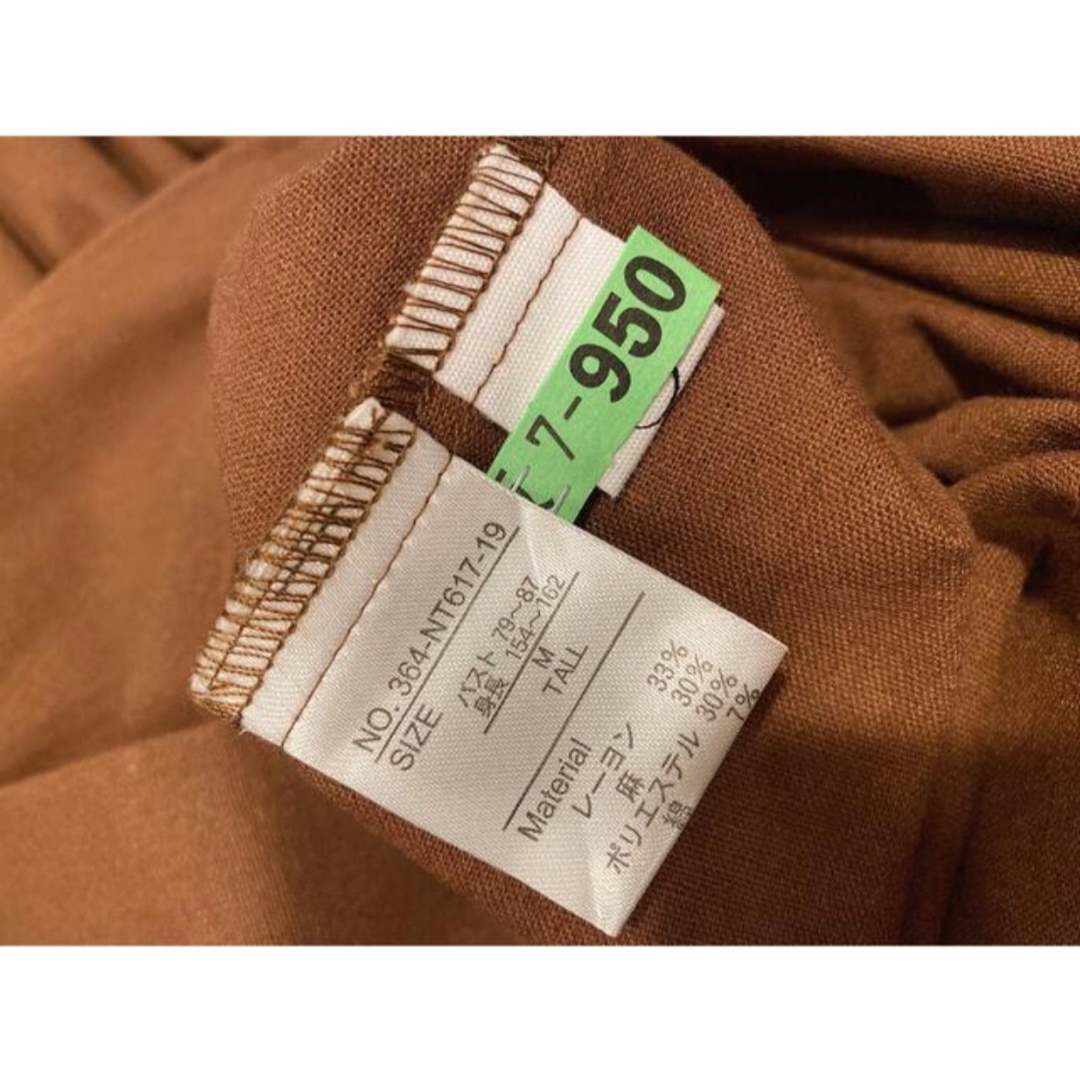 7-950
NO. 364-NT617-19
SIZE
バスト 79〜87
身長 154〜162
M
TALL
Material
レーヨン 33%
麻 30%
ポリエステル 30%
綿 7%